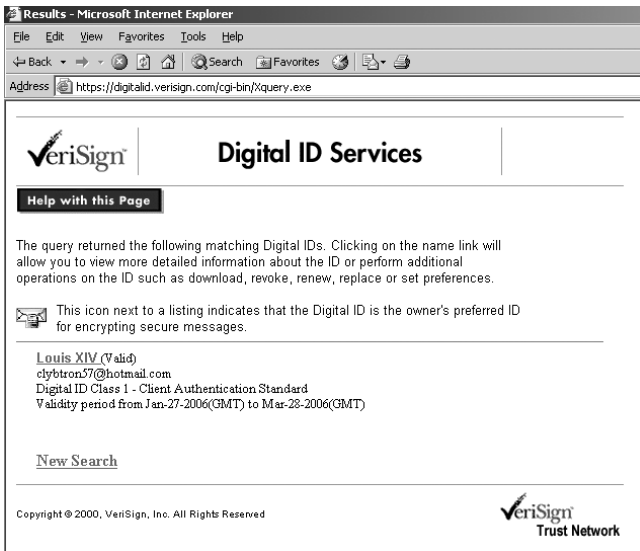 Results - Microsoft Internet Explorer
File Edit View Favorites Tools Help
Back Search Favorites
Address https://digitalid.verisign.com/cgi-bin/Xquery.exe
VeriSign Digital ID Services
Help with this Page
The query returned the following matching Digital IDs. Clicking on the name link will
allow you to view more detailed information about the ID or perform additional
operations on the ID such as download, revoke, renew, replace or set preferences.
This icon next to a listing indicates that the Digital ID is the owner's preferred ID
for encrypting secure messages.
Louis XIV (Valid)
clybtron57@hotmail.com
Digital ID Class 1 - Client Authentication Standard
Validity period from Jan-27-2006(GMT) to Mar-28-2006(GMT)
New Search
Copyright © 2000, VeriSign, Inc. All Rights Reserved
VeriSign
Trust Network